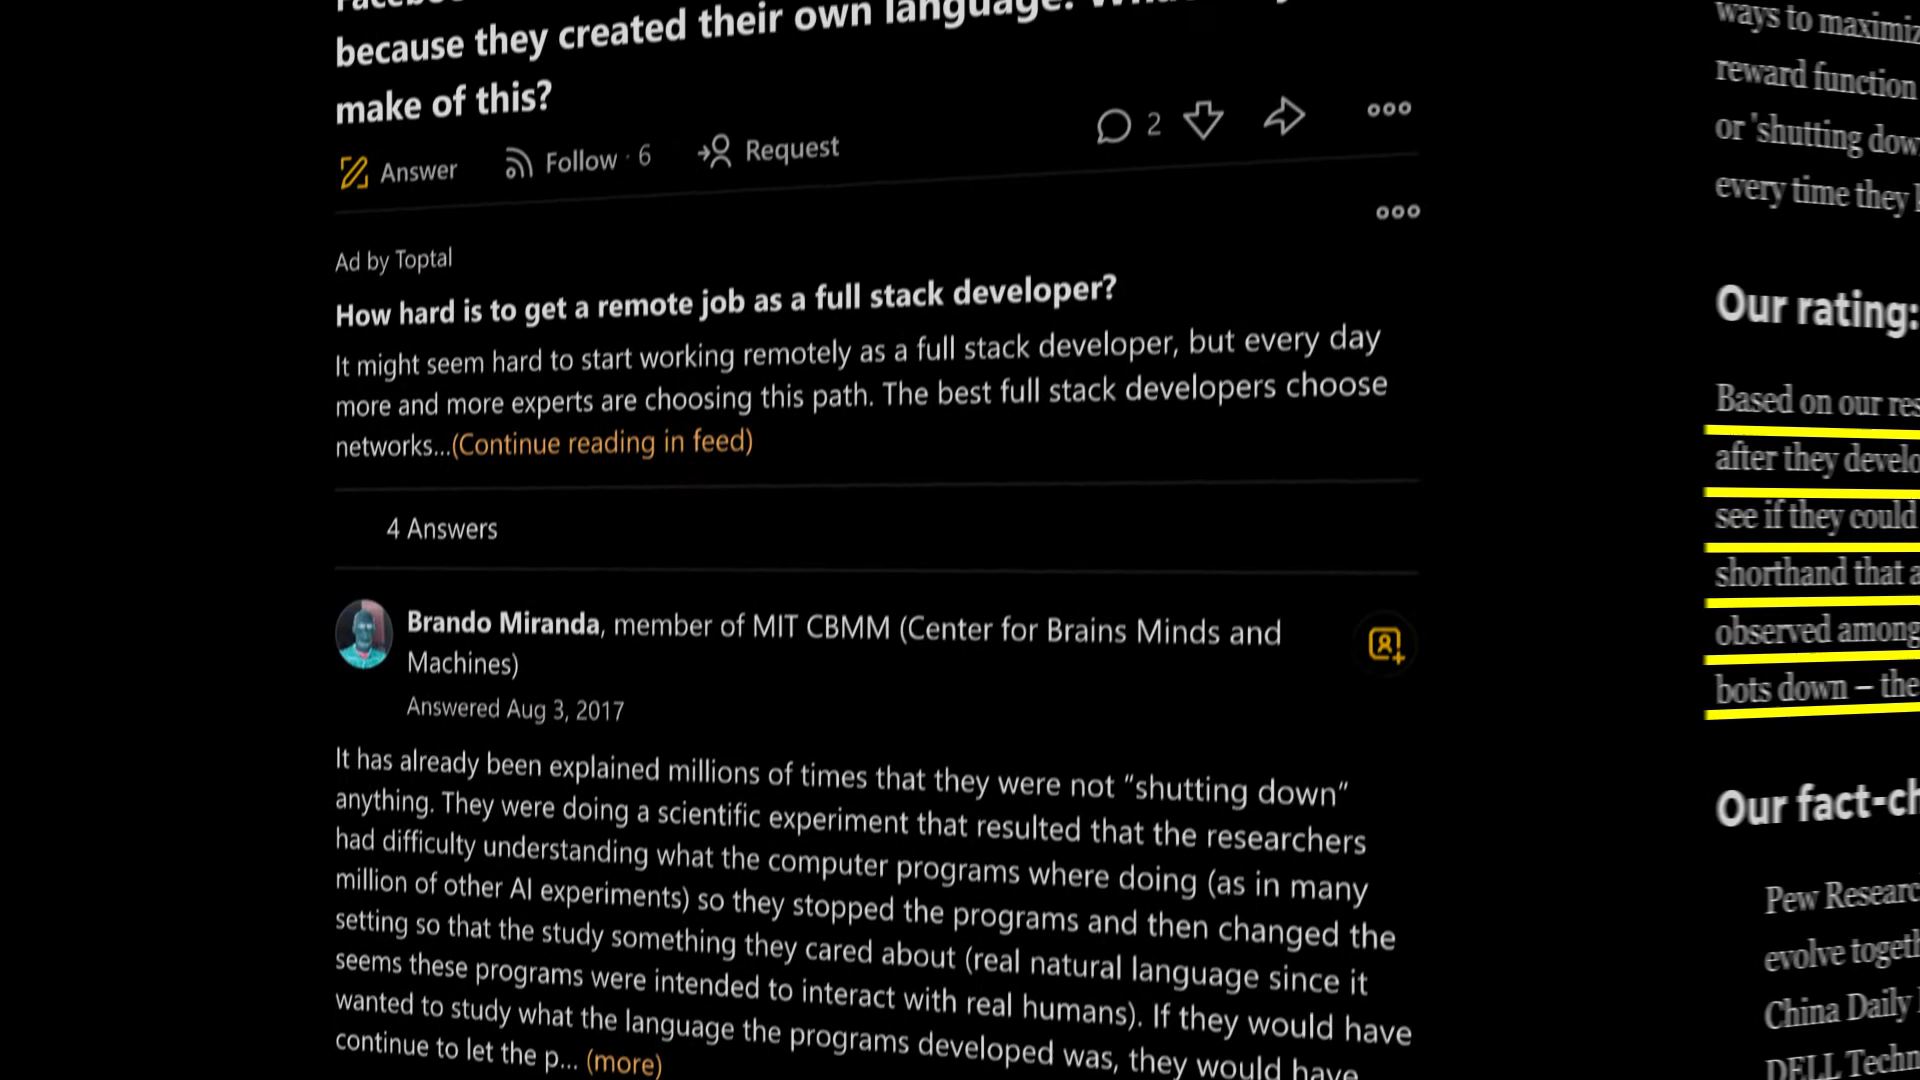 because they created their own language.
make of this?
Answer
Follow · 6
Request
2
Ad by Toptal
How hard is to get a remote job as a full stack developer?
It might seem hard to start working remotely as a full stack developer, but every day
more and more experts are choosing this path. The best full stack developers choose
networks...(Continue reading in feed)
4 Answers
Brando Miranda, member of MIT CBMM (Center for Brains Minds and
Machines)
Answered Aug 3, 2017
It has already been explained millions of times that they were not “shutting down”
anything. They were doing a scientific experiment that resulted that the researchers
had difficulty understanding what the computer programs where doing (as in many
million of other AI experiments) so they stopped the programs and then changed the
setting so that the study something they cared about (real natural language since it
seems these programs were intended to interact with real humans). If they would have
wanted to study what the language the programs developed was, they would have
continue to let the p... (more)
ways to
reward function
or 'shutting
every time they
Our rating:
Based on our
after they
see if they could
shorthand that
observed among
bots down – the
Our
Pew
evolve
China Daily
DELL